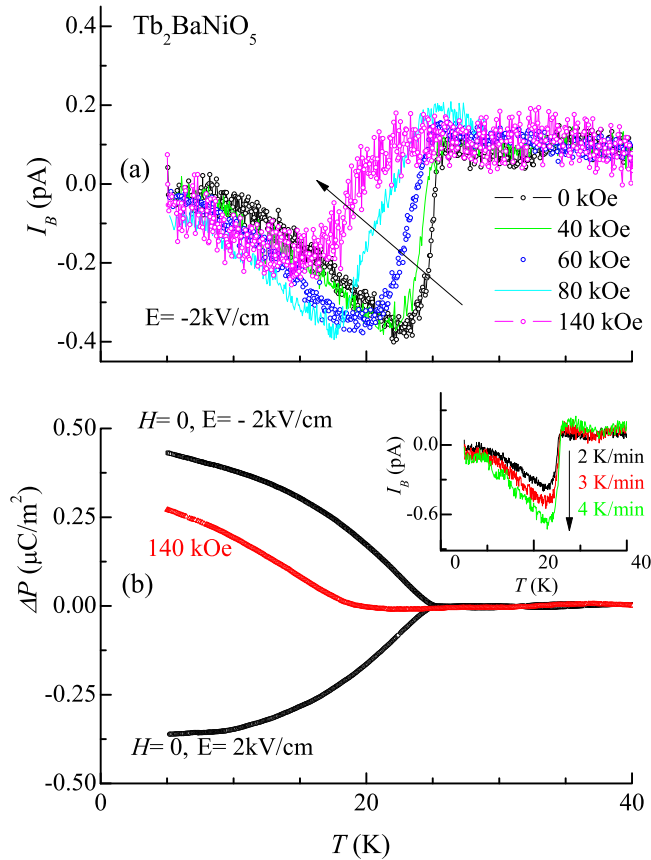 Tb₂BaNiO₅
0.4
0.2
0.0
-0.2
-0.4
I_B (pA)
(a)
0 kOe
40 kOe
60 kOe
80 kOe
140 kOe
E= -2kV/cm
H= 0, E= - 2kV/cm
0.50
0.25
0.00
-0.25
-0.50
ΔP (μC/m²)
140 kOe
(b)
H= 0, E= 2kV/cm
0.0
-0.6
I_B (pA)
2 K/min
3 K/min
4 K/min
0 20 40
T (K)
0 20 40
T (K)